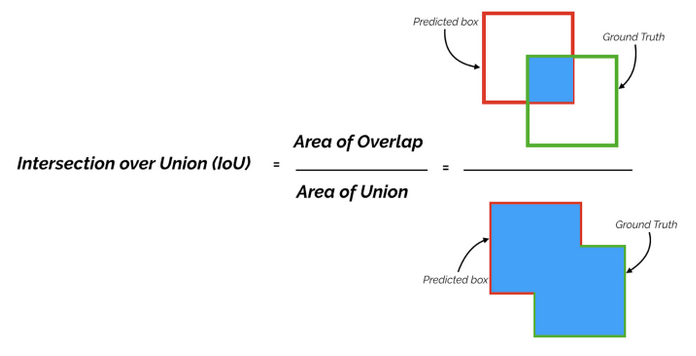 Predicted box
Ground Truth
Intersection over Union (IoU) = Area of Overlap =
Area of Union
Ground Truth
Predicted box